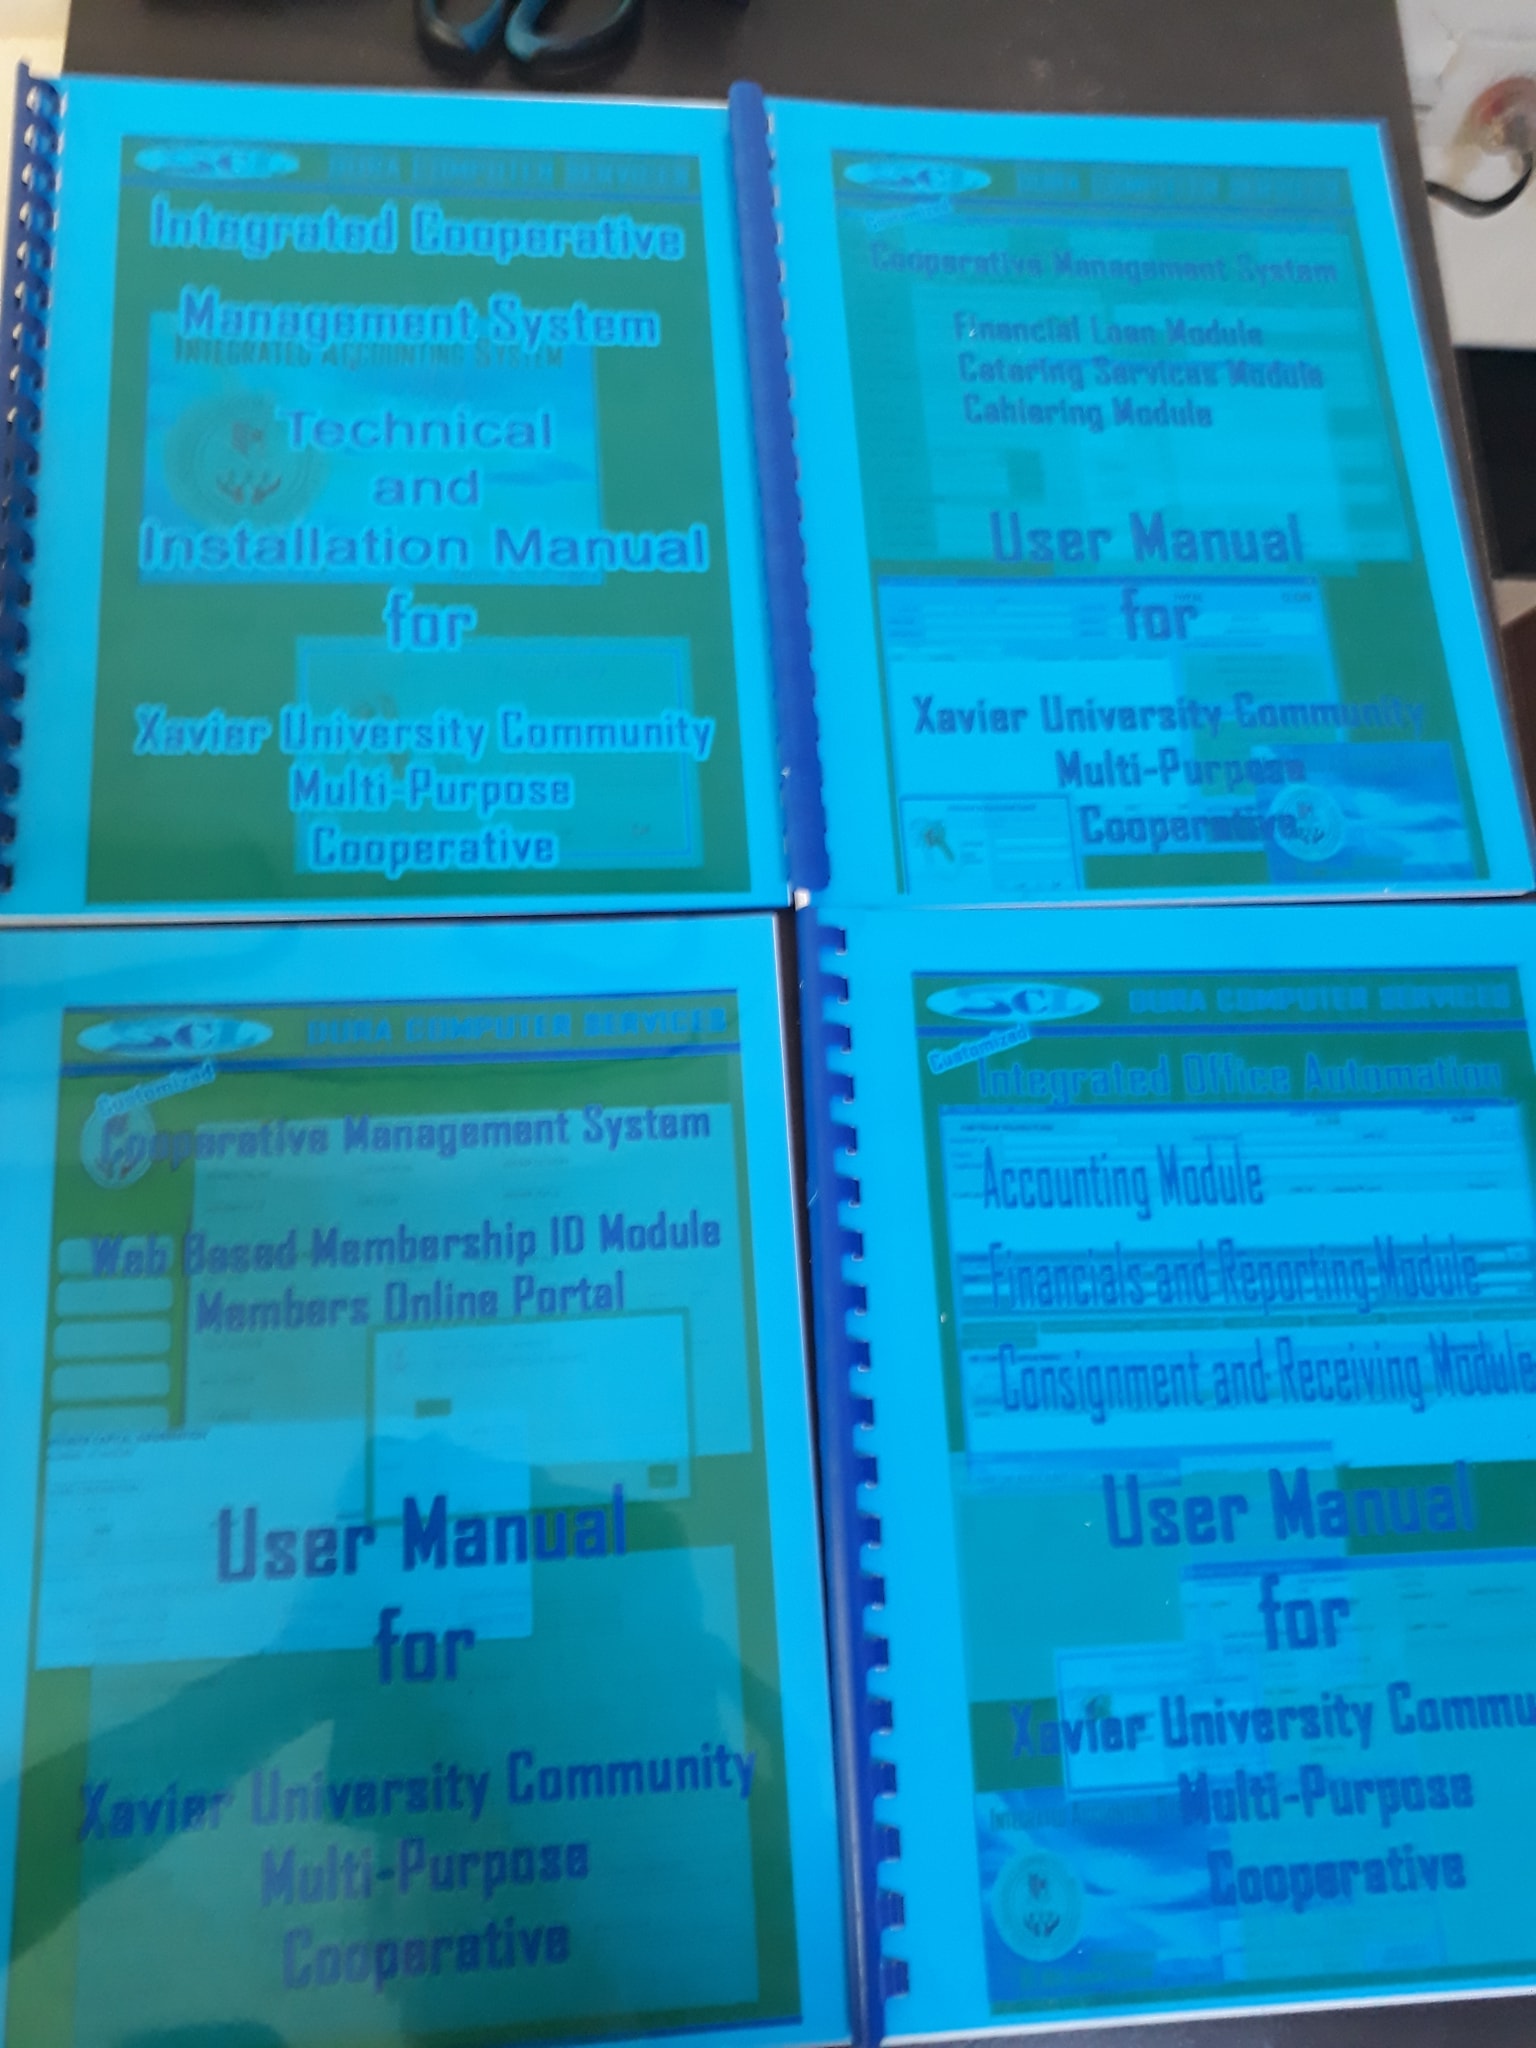 DURA COMPUTER SERVICES
Integrated Cooperative
Management System
INTEGRATED ACCOUNTING SYSTEM
Technical
and
Installation Manual
for
Xavier University Community
Multi-Purpose
Cooperative
DURA COMPUTER SERVICES
Customized
Cooperative Management System
Financial Loan Module
Catering Services Module
Cahiering Module
User Manual
for
Xavier University Community
Multi-Purpose
Cooperative
DURA COMPUTER SERVICES
Customized
Cooperative Management System
Web Based Membership ID Module
Members Online Portal
User Manual
for
Xavier University Community
Multi-Purpose
Cooperative
DURA COMPUTER SERVICES
Customized
Integrated Office Automation
Accounting Module
Financials and Reporting Module
Consignment and Receiving Module
User Manual
for
Xavier University Commu
Multi-Purpose
Cooperative